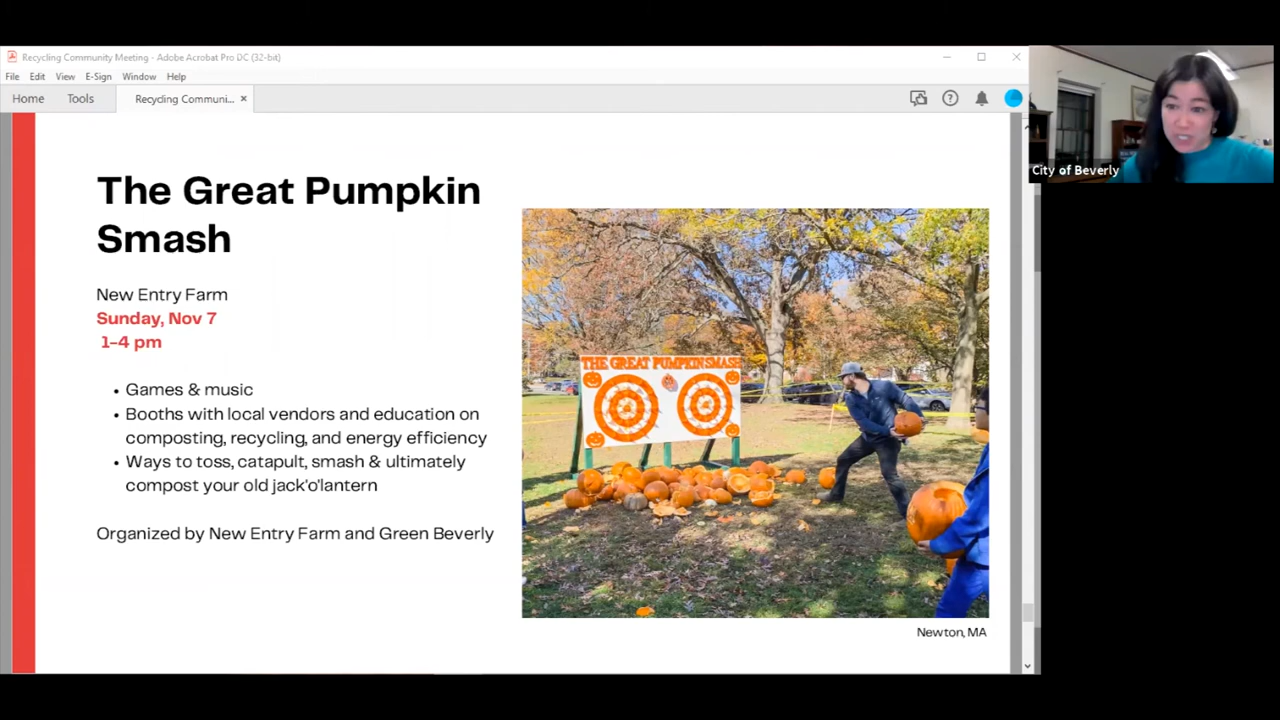 Recycling Community Meeting - Adobe Acrobat Pro DC (32-bit)
File Edit View E-Sign Window Help
Home Tools Recycling Communi... ×
City of Beverly
The Great Pumpkin
Smash
New Entry Farm
Sunday, Nov 7
1-4 pm
• Games & music
• Booths with local vendors and education on
composting, recycling, and energy efficiency
• Ways to toss, catapult, smash & ultimately
compost your old jack'o'lantern
Organized by New Entry Farm and Green Beverly
THE GREAT PUMPKIN SMASH
Newton, MA